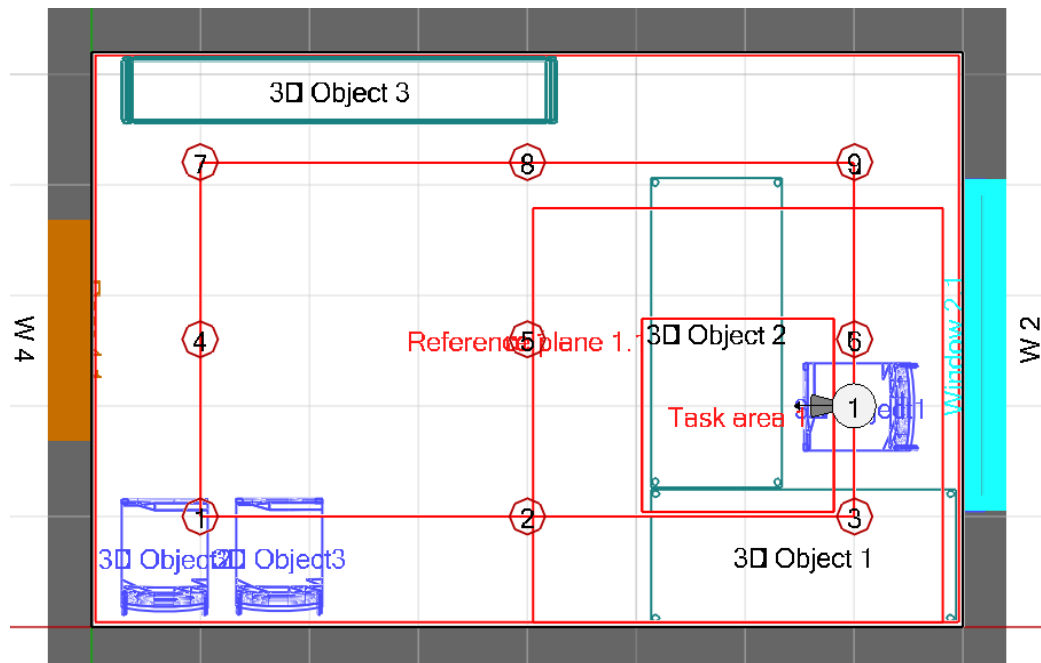 3D Object 3
7
8
9
W 4
4
Reference plane 1.1
5
3D Object 2
6
Window 2.1
W 2
Task area 1
1
1
2
3
3D Object2
3D Object3
3D Object 1